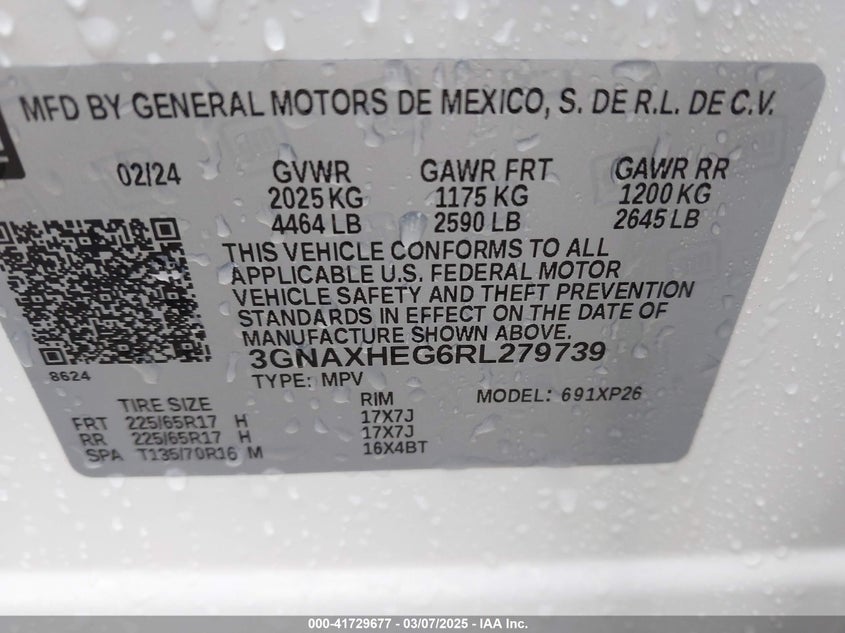 MFD BY GENERAL MOTORS DE MEXICO, S. DE R.L. DE C.V.
02/24 GVWR GAWR FRT GAWR RR
2025 KG 1175 KG 1200 KG
4464 LB 2590 LB 2645 LB
THIS VEHICLE CONFORMS TO ALL
APPLICABLE U.S. FEDERAL MOTOR
VEHICLE SAFETY AND THEFT PREVENTION
STANDARDS IN EFFECT ON THE DATE OF
MANUFACTURE SHOWN ABOVE.
3GNAXHEG6RL279739
8624 TYPE: MPV
TIRE SIZE RIM MODEL: 691XP26
FRT 225/65R17 H 17X7J
RR 225/65R17 H 17X7J
SPA T135/70R16 M 16X4BT
000-41729677 — 03/07/2025 — IAA Inc.